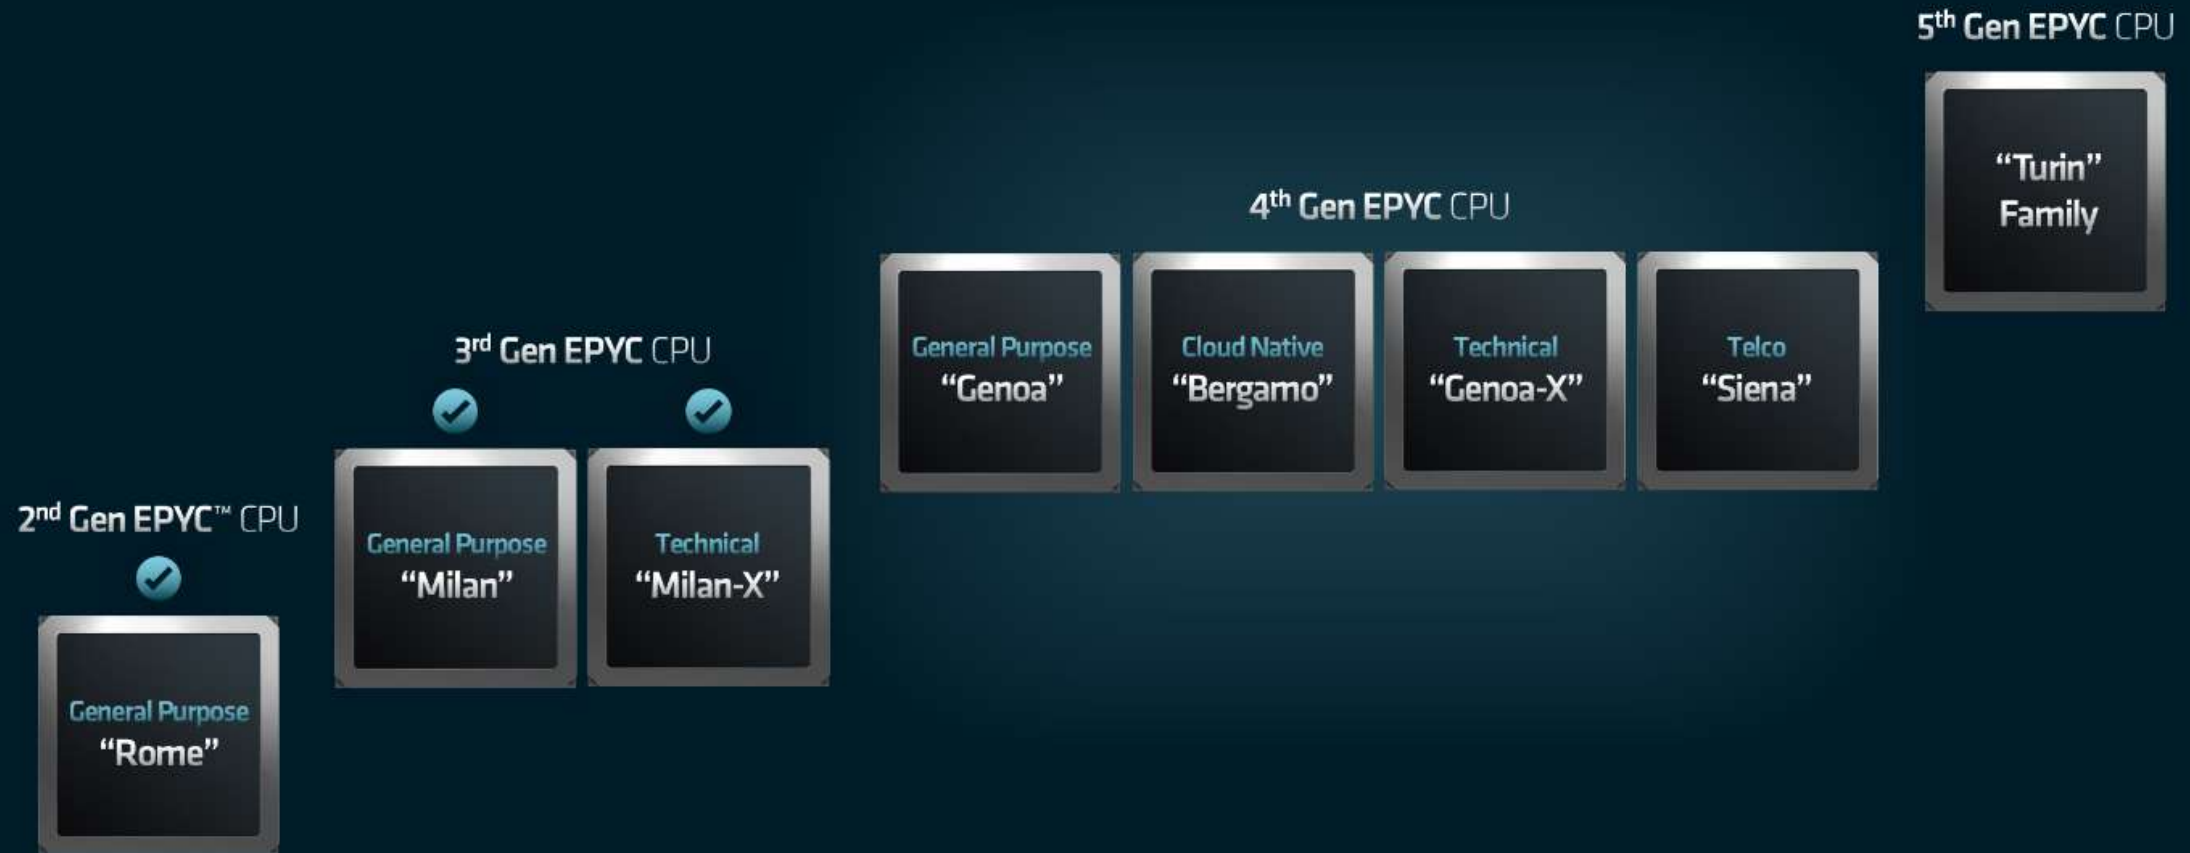 2nd Gen EPYC™ CPU
General Purpose
“Rome”
3rd Gen EPYC CPU
General Purpose
“Milan”
Technical
“Milan-X”
4th Gen EPYC CPU
General Purpose
“Genoa”
Cloud Native
“Bergamo”
Technical
“Genoa-X”
Telco
“Siena”
5th Gen EPYC CPU
“Turin”
Family